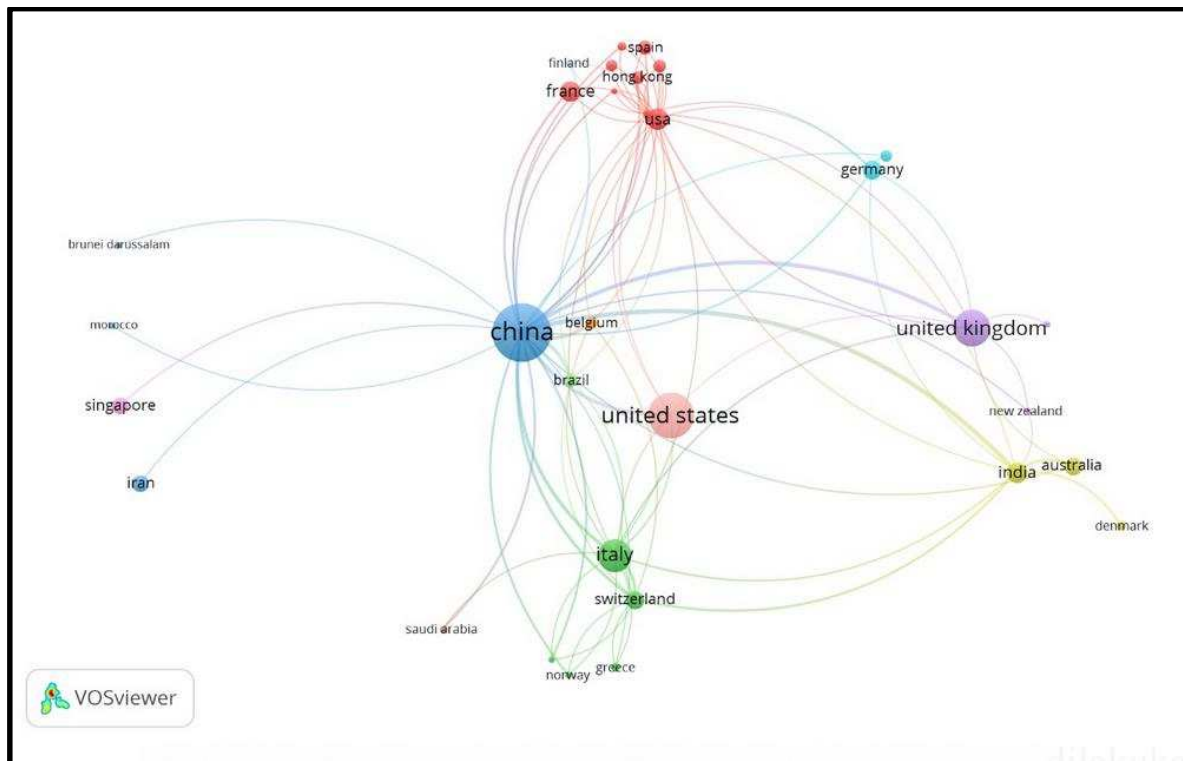 spain
finland
hong kong
france
usa
germany
brunei darussalam
china
belgium
united kingdom
morocco
brazil
singapore
united states
new zealand
iran
india
australia
denmark
italy
switzerland
saudi arabia
norway
greece
VOSviewer